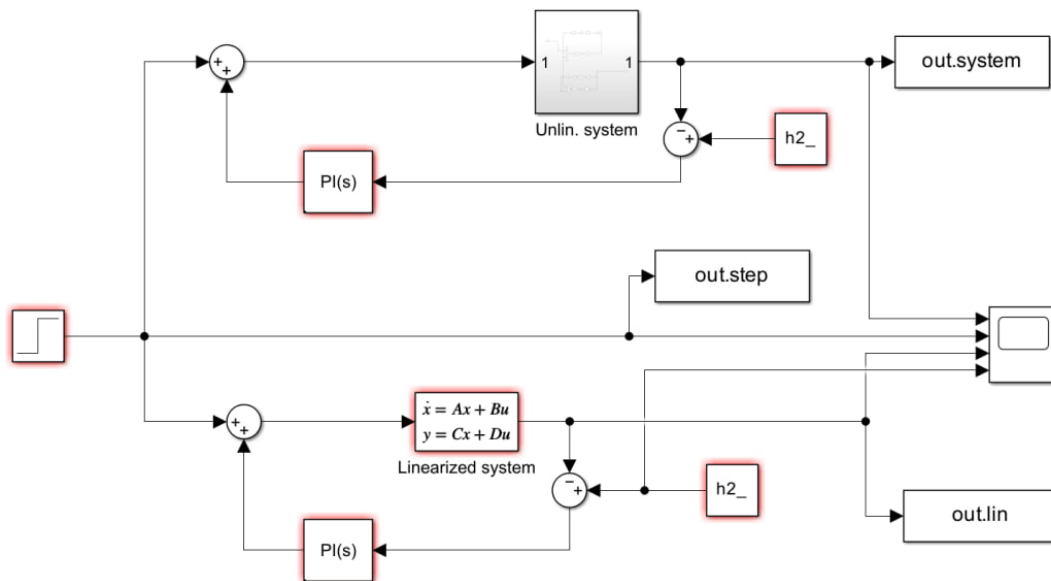 out.system
+
+
1
1
Unlin. system
−
+
h2_
PI(s)
out.step
ẋ = Ax + Bu
y = Cx + Du
Linearized system
+
+
−
+
h2_
PI(s)
out.lin